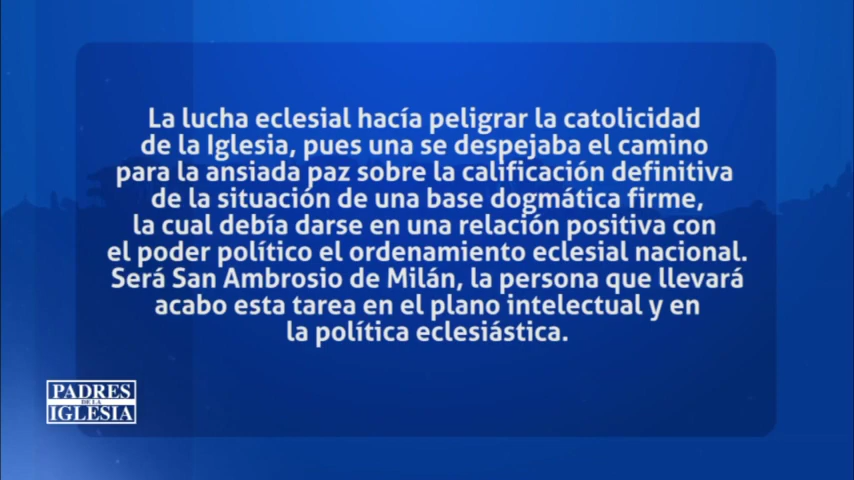 La lucha eclesial hacía peligrar la catolicidad
de la Iglesia, pues una se despejaba el camino
para la ansiada paz sobre la calificación definitiva
de la situación de una base dogmática firme,
la cual debía darse en una relación positiva con
el poder político el ordenamiento eclesial nacional.
Será San Ambrosio de Milán, la persona que llevará
acabo esta tarea en el plano intelectual y en
la política eclesiástica.
PADRES
DE LA
IGLESIA